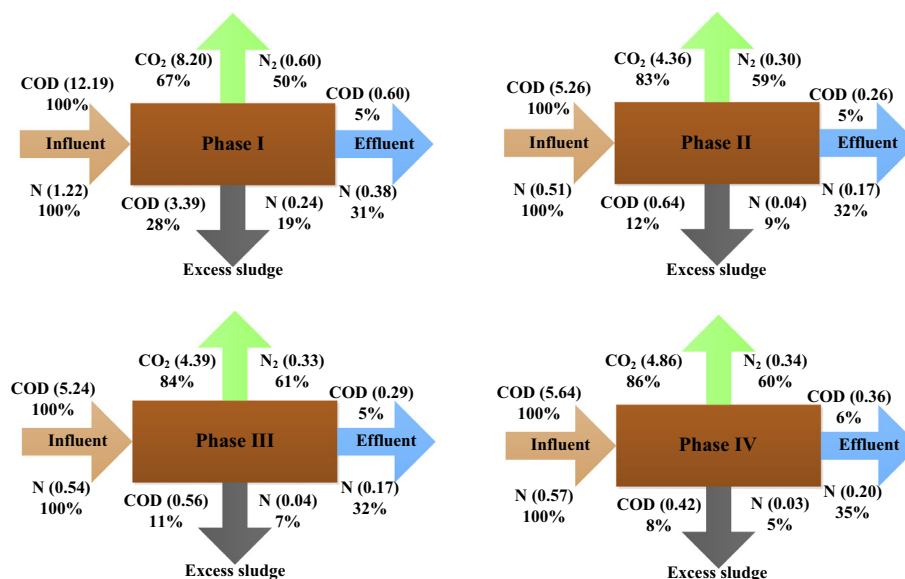 CO₂ (8.20)
67%
N₂ (0.60)
50%
COD (12.19)
100%
COD (0.60)
5%
Influent
Phase I
Effluent
N (1.22)
100%
COD (3.39)
28%
N (0.24)
19%
N (0.38)
31%
Excess sludge
CO₂ (4.36)
83%
N₂ (0.30)
59%
COD (5.26)
100%
COD (0.26)
5%
Influent
Phase II
Effluent
N (0.51)
100%
COD (0.64)
12%
N (0.04)
9%
N (0.17)
32%
Excess sludge
CO₂ (4.39)
84%
N₂ (0.33)
61%
COD (5.24)
100%
COD (0.29)
5%
Influent
Phase III
Effluent
N (0.54)
100%
COD (0.56)
11%
N (0.04)
7%
N (0.17)
32%
Excess sludge
CO₂ (4.86)
86%
N₂ (0.34)
60%
COD (5.64)
100%
COD (0.36)
6%
Influent
Phase IV
Effluent
N (0.57)
100%
COD (0.42)
8%
N (0.03)
5%
N (0.20)
35%
Excess sludge